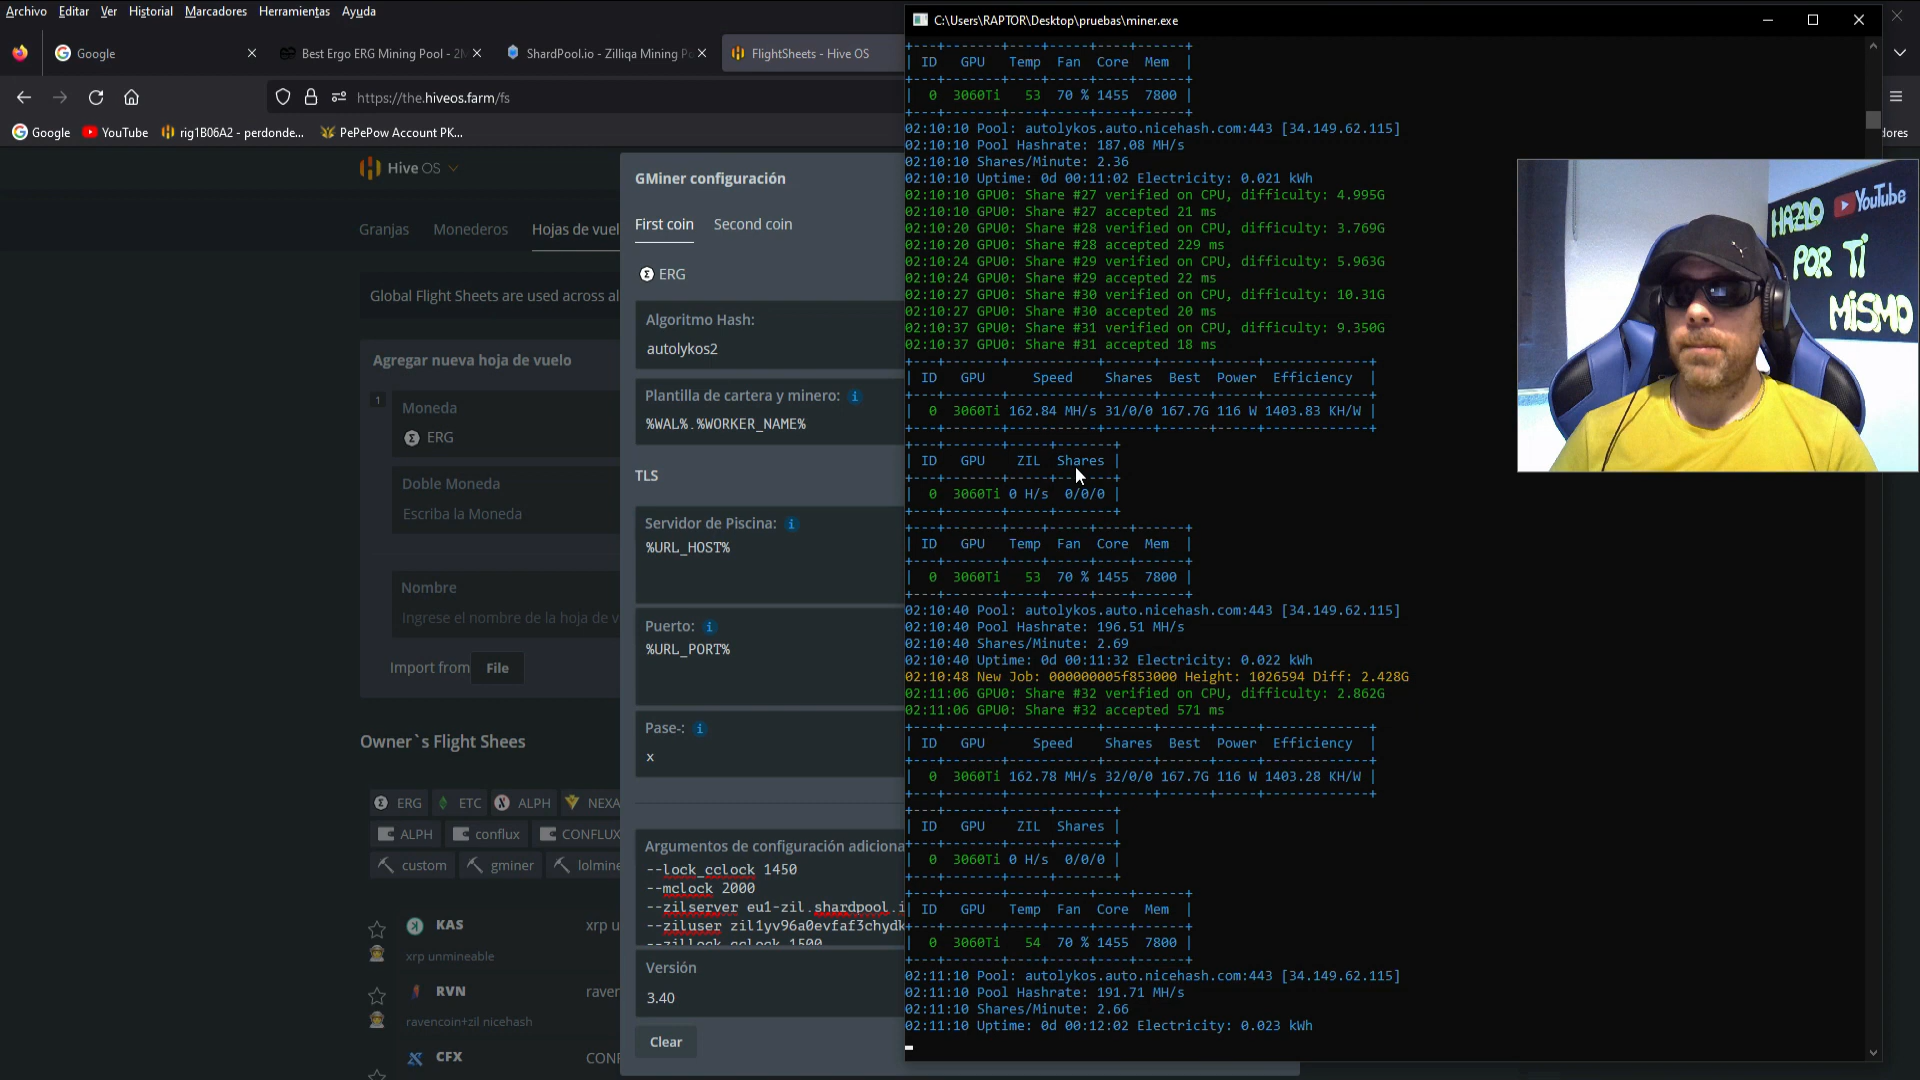 Archivo Editar Ver Historial Marcadores Herramientas Ayuda
Google
Best Ergo ERG Mining Pool - 2M
ShardPool.io - Zilliqa Mining P
FlightSheets - Hive OS
https://the.hiveos.farm/fs
Google YouTube rig1B06A2 - perdonde... PePePow Account PK...
dores
Hive OS
Granjas Monederos Hojas de vuel
Global Flight Sheets are used across al
Agregar nueva hoja de vuelo
1
Moneda
ERG
Doble Moneda
Escriba la Moneda
Nombre
Ingrese el nombre de la hoja de v
Import from File
Owner`s Flight Shees
ERG ETC ALPH NEXA
ALPH conflux CONFLUX
custom gminer lolmine
KAS xrp u
xrp unmineable
RVN raver
ravencoin+zil nicehash
CFX CONF
GMiner configuración
First coin Second coin
ERG
Algoritmo Hash:
autolykos2
Plantilla de cartera y minero:
%WAL%.%WORKER_NAME%
TLS
Servidor de Piscina:
%URL_HOST%
Puerto:
%URL_PORT%
Pase-:
x
Argumentos de configuración adiciona
--lock_cclock 1450
--mclock 2000
--zilserver eu1-zil.shardpool.i
--ziluser zil1yv96a0evfaf3chydk
--zillock_cclock 1500
Versión
3.40
Clear
C:\Users\RAPTOR\Desktop\pruebas\miner.exe
+----+-------+-----+----+-----+------+
| ID GPU Temp Fan Core Mem |
+----+-------+-----+----+-----+------+
| 0 3060Ti 53 70 % 1455 7800 |
+----+-------+-----+----+-----+------+
02:10:10 Pool: autolykos.auto.nicehash.com:443 [34.149.62.115]
02:10:10 Pool Hashrate: 187.08 MH/s
02:10:10 Shares/Minute: 2.36
02:10:10 Uptime: 0d 00:11:02 Electricity: 0.021 kWh
02:10:10 GPU0: Share #27 verified on CPU, difficulty: 4.995G
02:10:10 GPU0: Share #27 accepted 21 ms
02:10:20 GPU0: Share #28 verified on CPU, difficulty: 3.769G
02:10:20 GPU0: Share #28 accepted 229 ms
02:10:24 GPU0: Share #29 verified on CPU, difficulty: 5.963G
02:10:24 GPU0: Share #29 accepted 22 ms
02:10:27 GPU0: Share #30 verified on CPU, difficulty: 10.31G
02:10:27 GPU0: Share #30 accepted 20 ms
02:10:37 GPU0: Share #31 verified on CPU, difficulty: 9.350G
02:10:37 GPU0: Share #31 accepted 18 ms
| ID GPU Speed Shares Best Power Efficiency |
| 0 3060Ti 162.84 MH/s 31/0/0 167.7G 116 W 1403.83 KH/W |
| ID GPU ZIL Shares |
| 0 3060Ti 0 H/s 0/0/0 |
| ID GPU Temp Fan Core Mem |
| 0 3060Ti 53 70 % 1455 7800 |
02:10:40 Pool: autolykos.auto.nicehash.com:443 [34.149.62.115]
02:10:40 Pool Hashrate: 196.51 MH/s
02:10:40 Shares/Minute: 2.69
02:10:40 Uptime: 0d 00:11:32 Electricity: 0.022 kWh
02:10:48 New Job: 000000005f853000 Height: 1026594 Diff: 2.428G
02:11:06 GPU0: Share #32 verified on CPU, difficulty: 2.862G
02:11:06 GPU0: Share #32 accepted 571 ms
| ID GPU Speed Shares Best Power Efficiency |
| 0 3060Ti 162.78 MH/s 32/0/0 167.7G 116 W 1403.28 KH/W |
| ID GPU ZIL Shares |
| 0 3060Ti 0 H/s 0/0/0 |
| ID GPU Temp Fan Core Mem |
| 0 3060Ti 54 70 % 1455 7800 |
02:11:10 Pool: autolykos.auto.nicehash.com:443 [34.149.62.115]
02:11:10 Pool Hashrate: 191.71 MH/s
02:11:10 Shares/Minute: 2.66
02:11:10 Uptime: 0d 00:12:02 Electricity: 0.023 kWh
YouTube
HAZLO
POR Ti
MiSMO